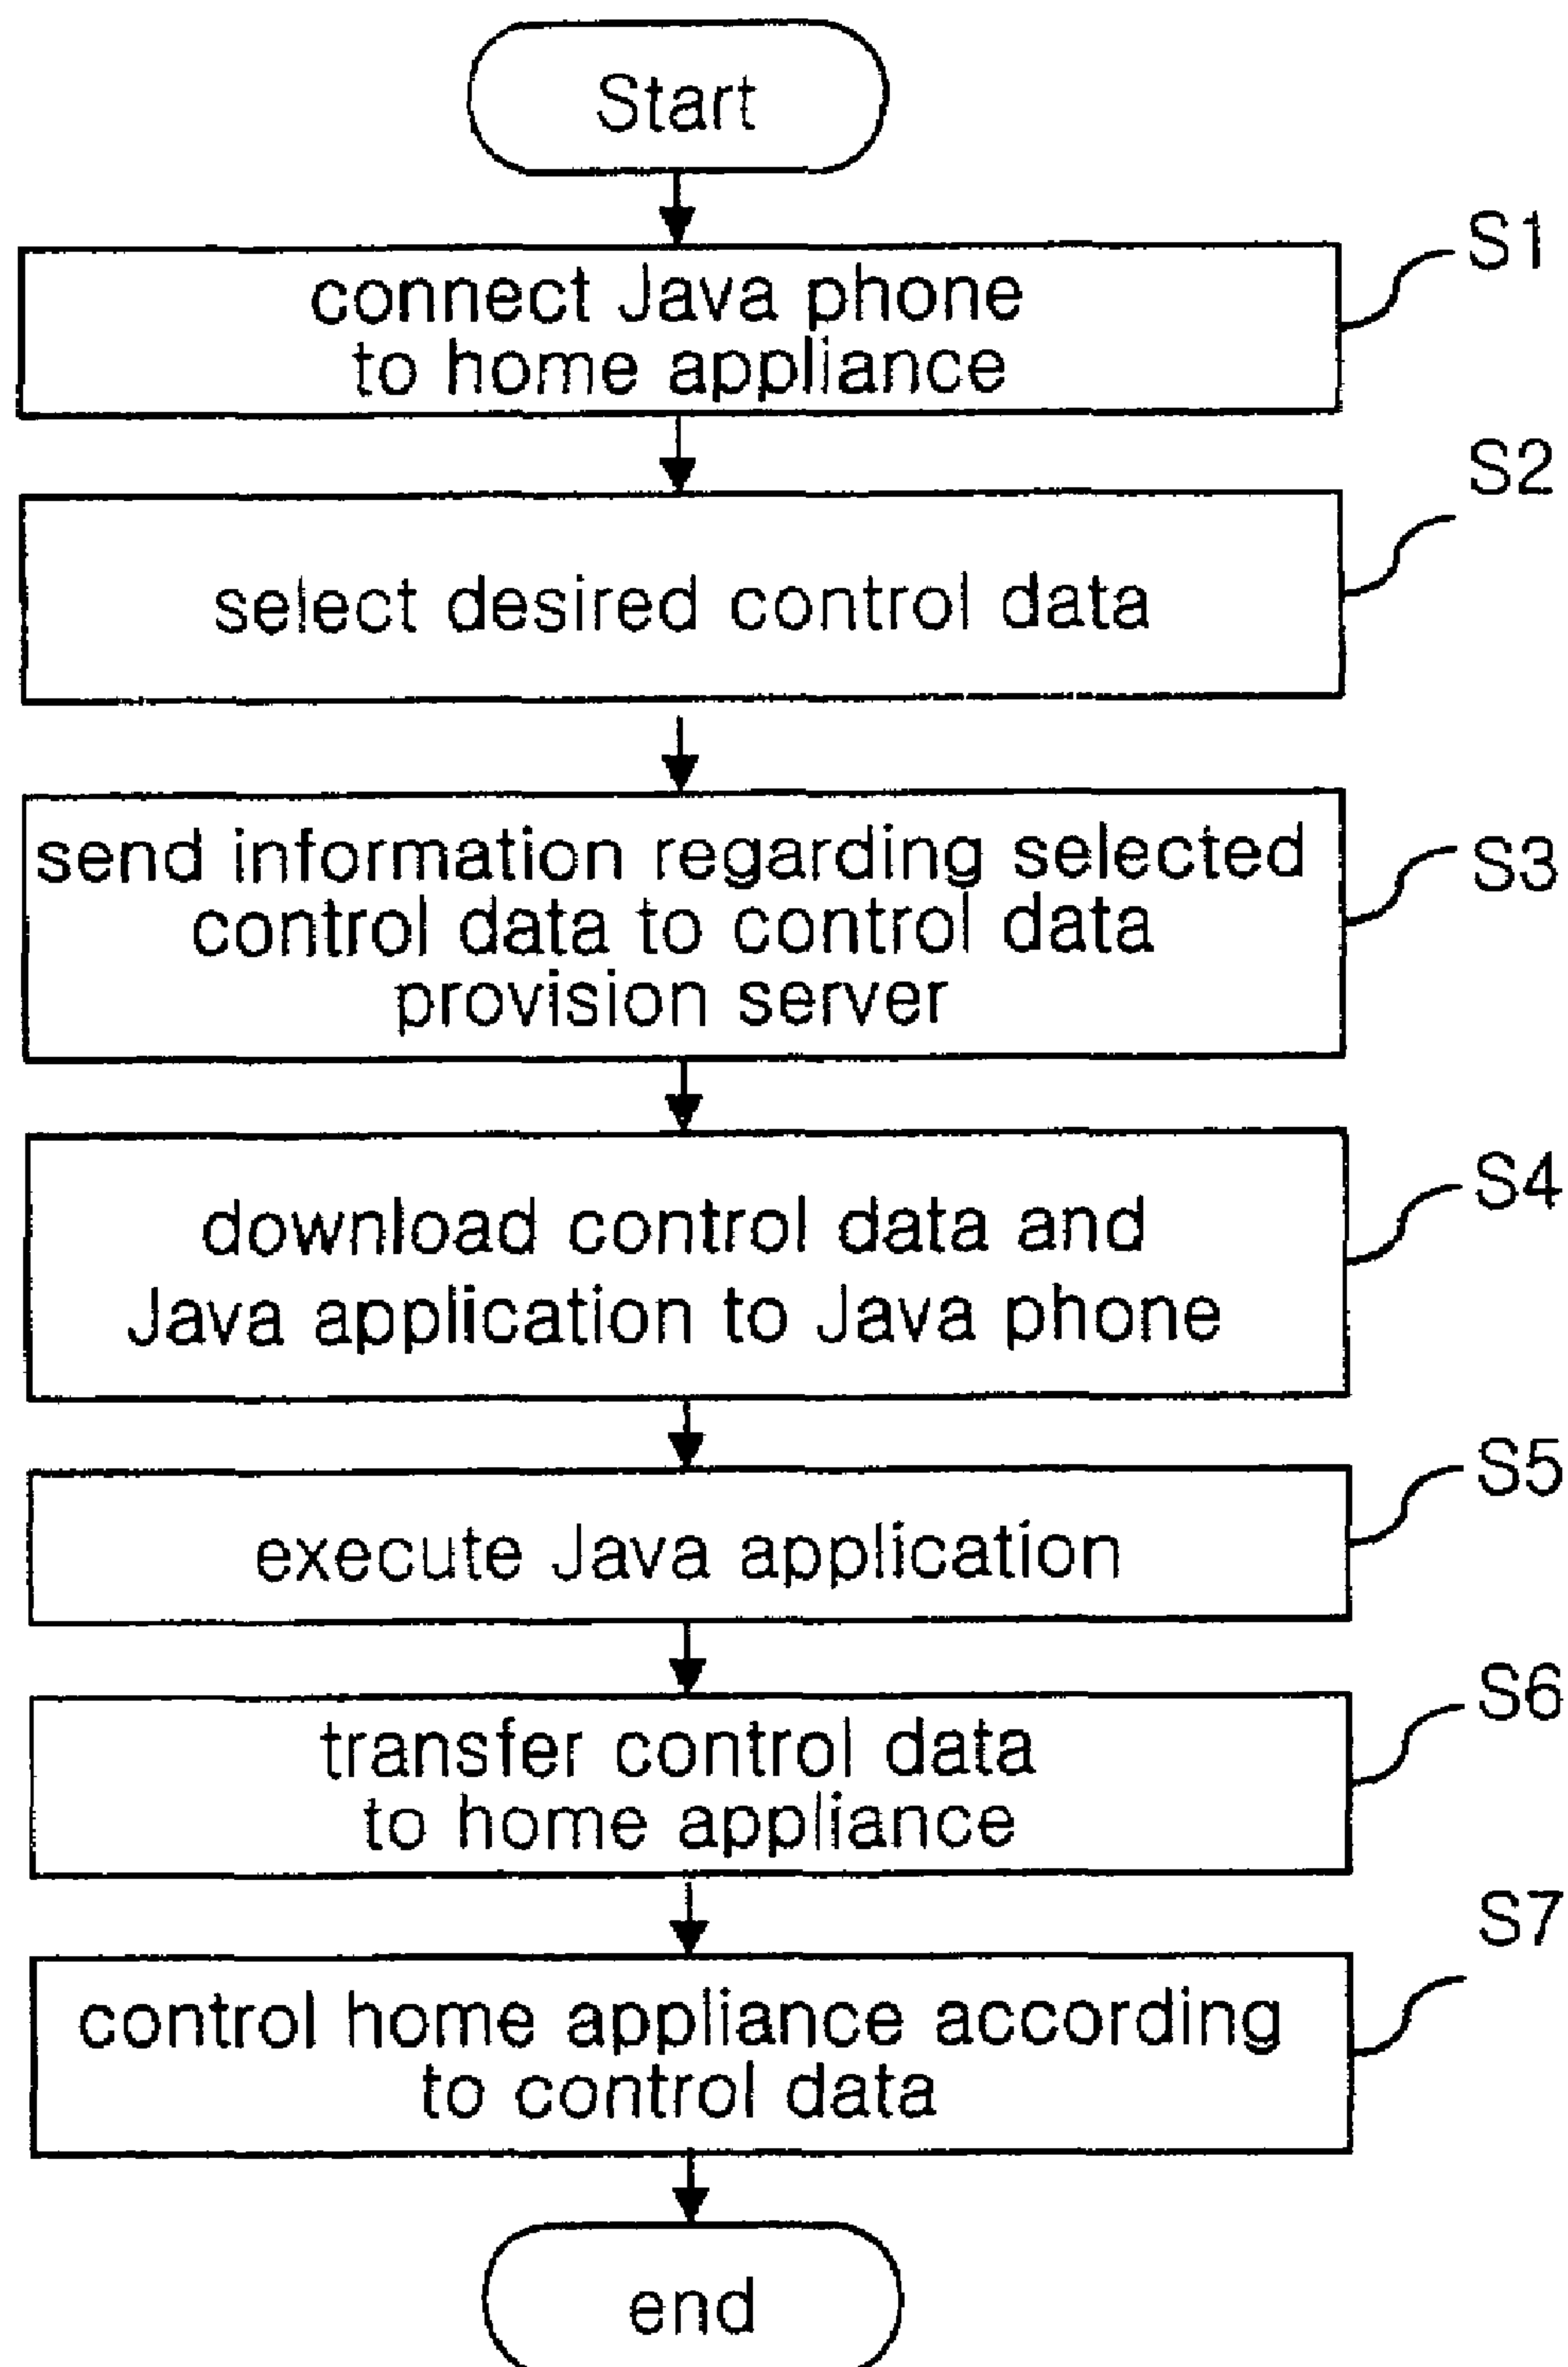 Start
S1
connect Java phone
to home appliance
S2
select desired control data
send information regarding selected
control data to control data
provision server
S3
S4
download control data and
Java application to Java phone
S5
execute Java application
S6
transfer control data
to home appliance
S7
control home appliance according
to control data
end